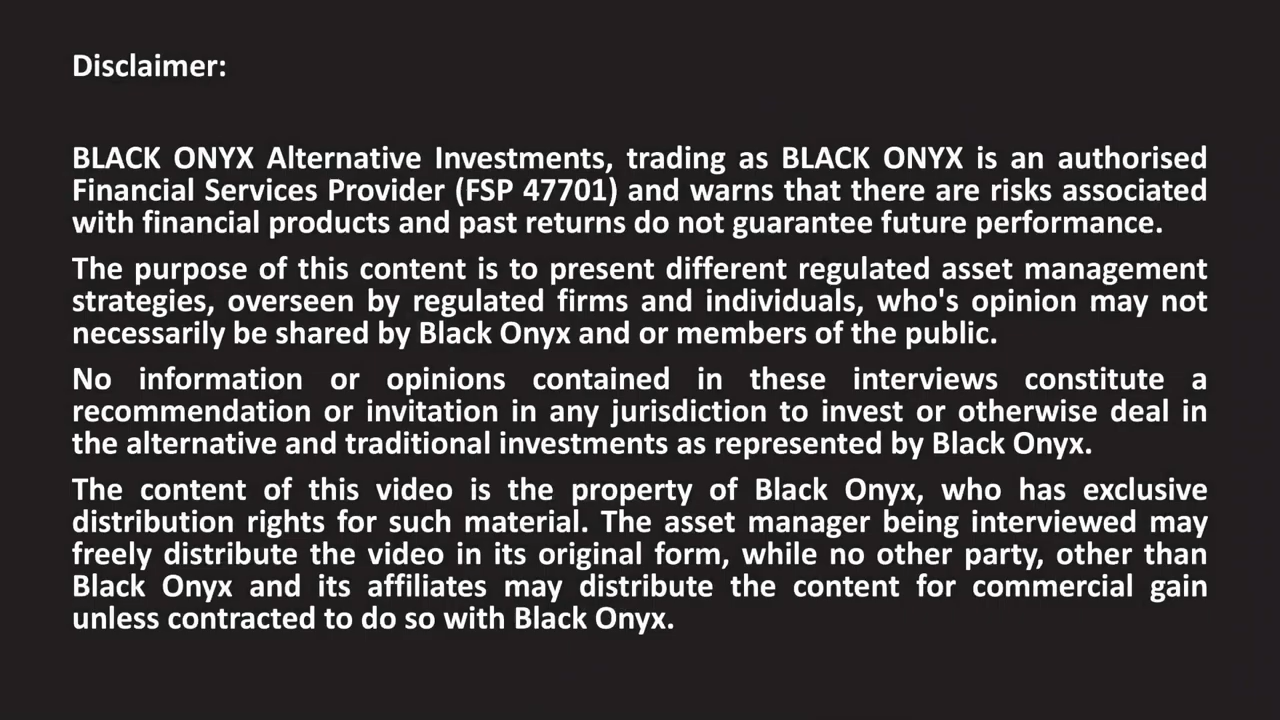 Disclaimer:
BLACK ONYX Alternative Investments, trading as BLACK ONYX is an authorised
Financial Services Provider (FSP 47701) and warns that there are risks associated
with financial products and past returns do not guarantee future performance.
The purpose of this content is to present different regulated asset management
strategies, overseen by regulated firms and individuals, who's opinion may not
necessarily be shared by Black Onyx and or members of the public.
No information or opinions contained in these interviews constitute a
recommendation or invitation in any jurisdiction to invest or otherwise deal in
the alternative and traditional investments as represented by Black Onyx.
The content of this video is the property of Black Onyx, who has exclusive
distribution rights for such material. The asset manager being interviewed may
freely distribute the video in its original form, while no other party, other than
Black Onyx and its affiliates may distribute the content for commercial gain
unless contracted to do so with Black Onyx.